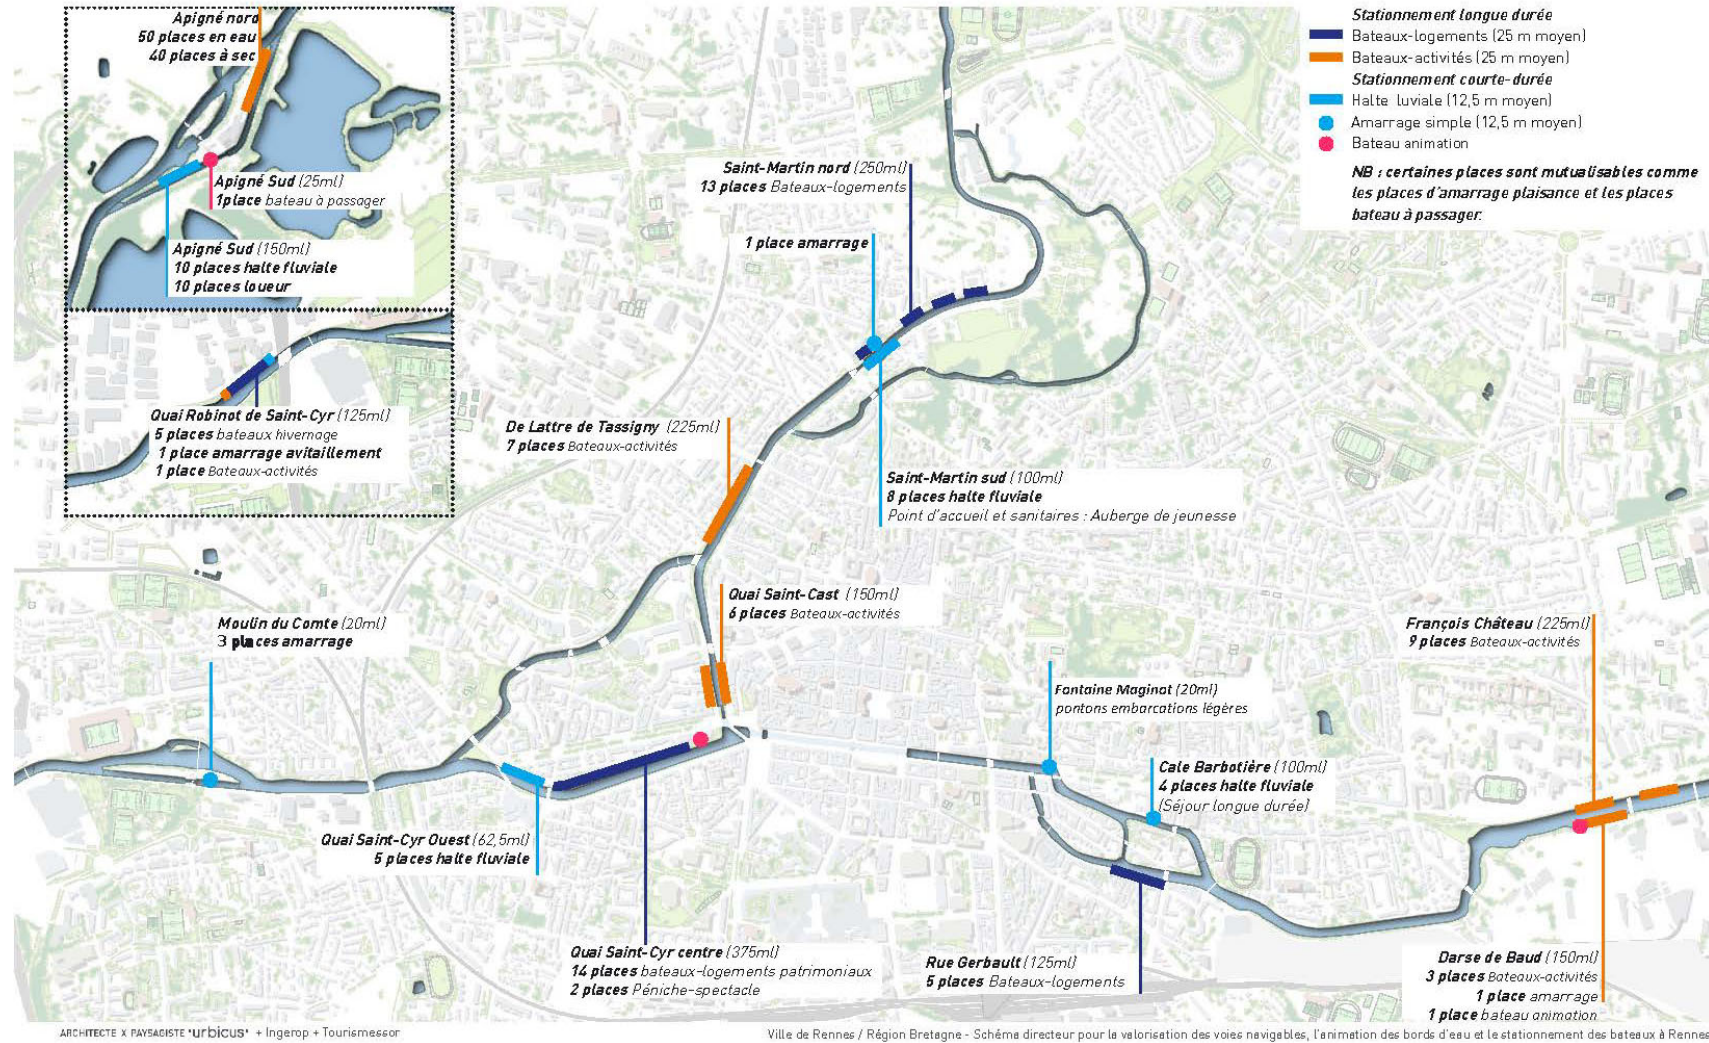 Apigné nord
50 places en eau
40 places à sec
Apigné Sud (25ml)
1place bateau à passager
Apigné Sud (150ml)
10 places halte fluviale
10 places loueur
Quai Robinot de Saint-Cyr (125ml)
5 places bateaux hivernage
1 place amarrage avitaillement
1 place Bateaux-activités
Stationnement longue durée
Bateaux-logements (25 m moyen)
Bateaux-activités (25 m moyen)
Stationnement courte-durée
Halte luviale (12,5 m moyen)
Amarrage simple (12,5 m moyen)
Bateau animation
NB : certaines places sont mutualisables comme
les places d'amarrage plaisance et les places
bateau à passager.
Saint-Martin nord (250ml)
13 places Bateaux-logements
1 place amarrage
De Lattre de Tassigny (225ml)
7 places Bateaux-activités
Saint-Martin sud (100ml)
8 places halte fluviale
Point d'accueil et sanitaires : Auberge de jeunesse
Quai Saint-Cast (150ml)
6 places Bateaux-activités
Moulin du Comte (20ml)
3 places amarrage
François Château (225ml)
9 places Bateaux-activités
Fontaine Maginot (20ml)
pontons embarcations légères
Cale Barbotière (100ml)
4 places halte fluviale
(Séjour longue durée)
Quai Saint-Cyr Ouest (62,5ml)
5 places halte fluviale
Quai Saint-Cyr centre (375ml)
14 places bateaux-logements patrimoniaux
2 places Péniche-spectacle
Rue Gerbault (125ml)
5 places Bateaux-logements
Darse de Baud (150ml)
3 places Bateaux-activités
1 place amarrage
1 place bateau animation
ARCHITECTE X PAYSAGISTE "urbicus" + Ingerop + Tourismessor
Ville de Rennes / Région Bretagne - Schéma directeur pour la valorisation des voies navigables, l'animation des bords d'eau et le stationnement des bateaux à Rennes